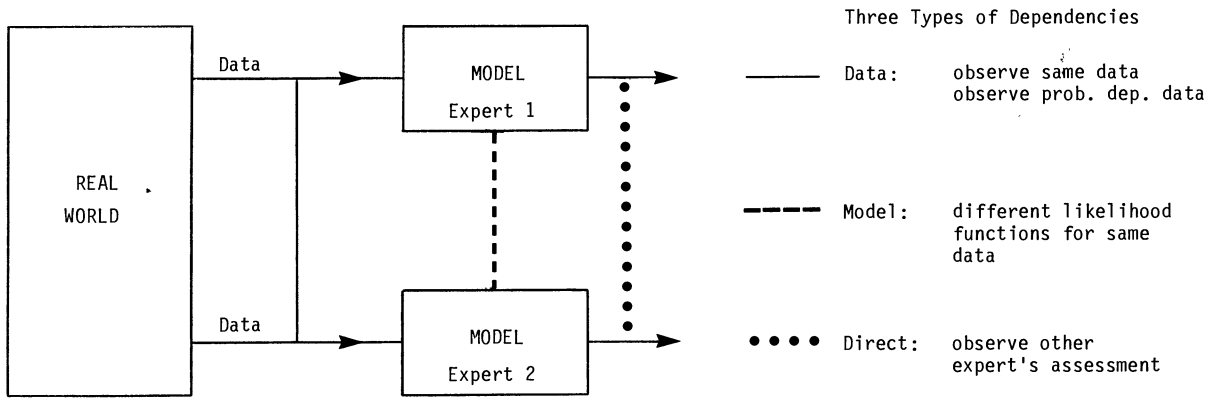 Three Types of Dependencies
Data
MODEL
Expert 1
Data: observe same data
observe prob. dep. data
REAL
WORLD
Model: different likelihood
functions for same
data
Data
MODEL
Expert 2
Direct: observe other
expert's assessment